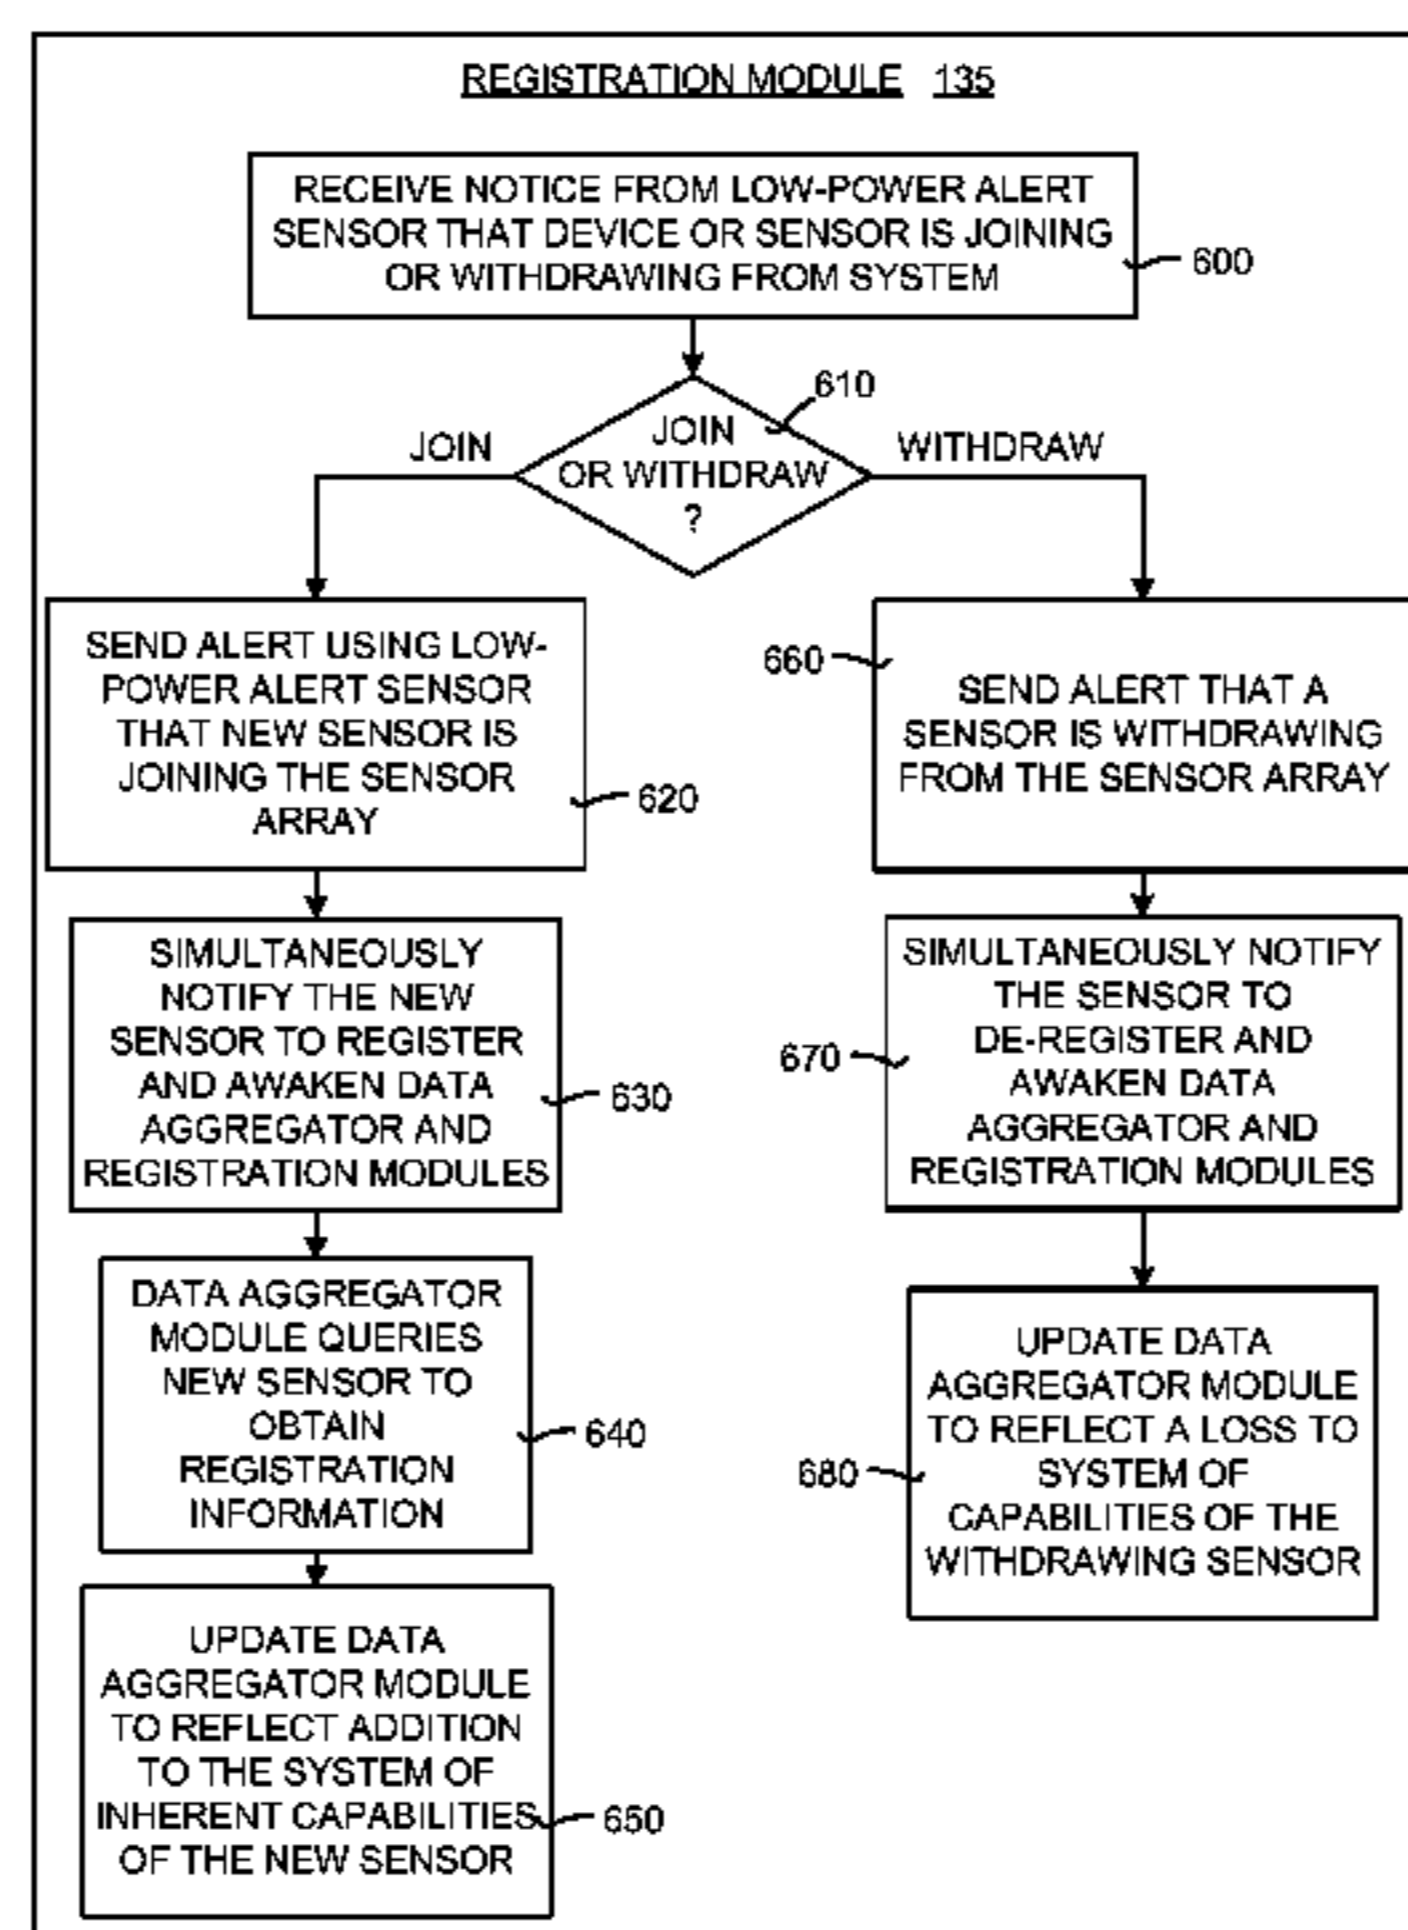 REGISTRATION MODULE 135
RECEIVE NOTICE FROM LOW-POWER ALERT
SENSOR THAT DEVICE OR SENSOR IS JOINING
OR WITHDRAWING FROM SYSTEM
600
610
JOIN
OR WITHDRAW
?
JOIN
WITHDRAW
SEND ALERT USING LOW-
POWER ALERT SENSOR
THAT NEW SENSOR IS
JOINING THE SENSOR
ARRAY
620
SIMULTANEOUSLY
NOTIFY THE NEW
SENSOR TO REGISTER
AND AWAKEN DATA
AGGREGATOR AND
REGISTRATION MODULES
630
DATA AGGREGATOR
MODULE QUERIES
NEW SENSOR TO
OBTAIN
REGISTRATION
INFORMATION
640
UPDATE DATA
AGGREGATOR MODULE
TO REFLECT ADDITION
TO THE SYSTEM OF
INHERENT CAPABILITIES
OF THE NEW SENSOR
650
660
SEND ALERT THAT A
SENSOR IS WITHDRAWING
FROM THE SENSOR ARRAY
670
SIMULTANEOUSLY NOTIFY
THE SENSOR TO
DE-REGISTER AND
AWAKEN DATA
AGGREGATOR AND
REGISTRATION MODULES
680
UPDATE DATA
AGGREGATOR MODULE
TO REFLECT A LOSS TO
SYSTEM OF
CAPABILITIES OF THE
WITHDRAWING SENSOR